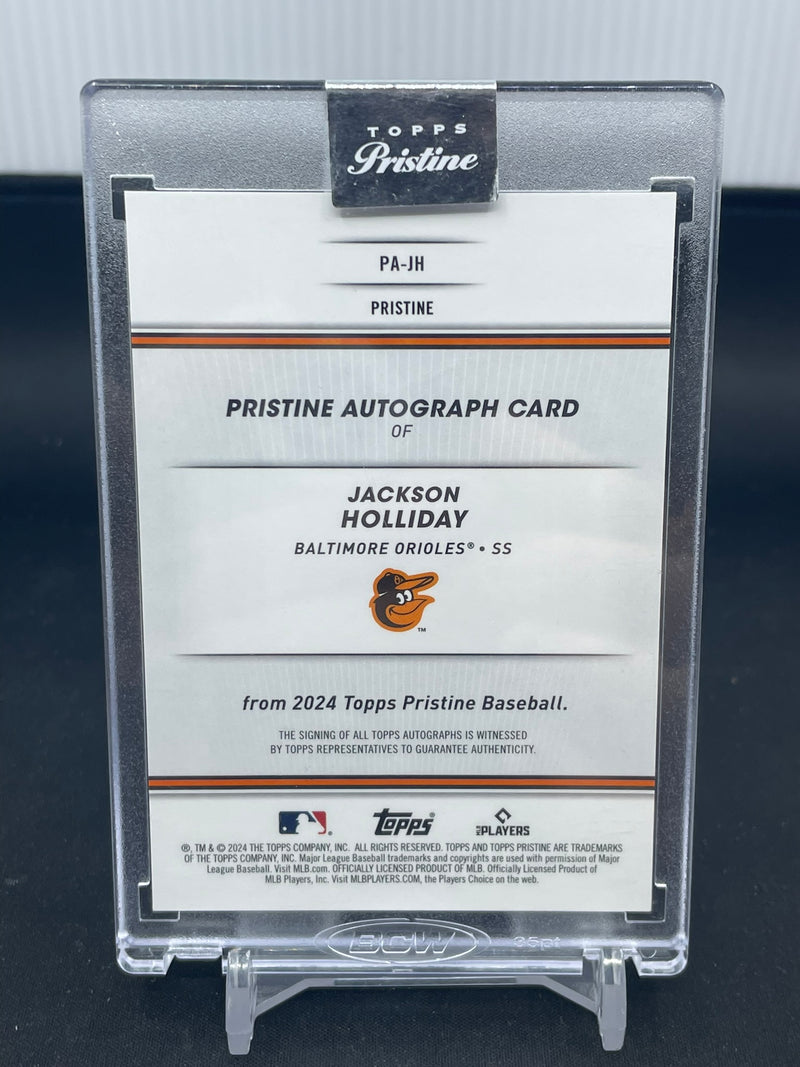 TOPPS
Pristine
PA-JH
PRISTINE
PRISTINE AUTOGRAPH CARD
OF
JACKSON
HOLLIDAY
BALTIMORE ORIOLES® • SS
TM
from 2024 Topps Pristine Baseball.
THE SIGNING OF ALL TOPPS AUTOGRAPHS IS WITNESSED
BY TOPPS REPRESENTATIVES TO GUARANTEE AUTHENTICITY.
topps® MLB PLAYERS
®, TM & © 2024 THE TOPPS COMPANY, INC. ALL RIGHTS RESERVED. TOPPS AND TOPPS PRISTINE ARE TRADEMARKS
OF THE TOPPS COMPANY, INC. Major League Baseball trademarks and copyrights are used with permission of Major
League Baseball. Visit MLB.com. OFFICIALLY LICENSED PRODUCT OF MLB. Officially Licensed Product of
MLB Players, Inc. Visit MLBPLAYERS.COM, the Players Choice on the web.
BCW 35pt